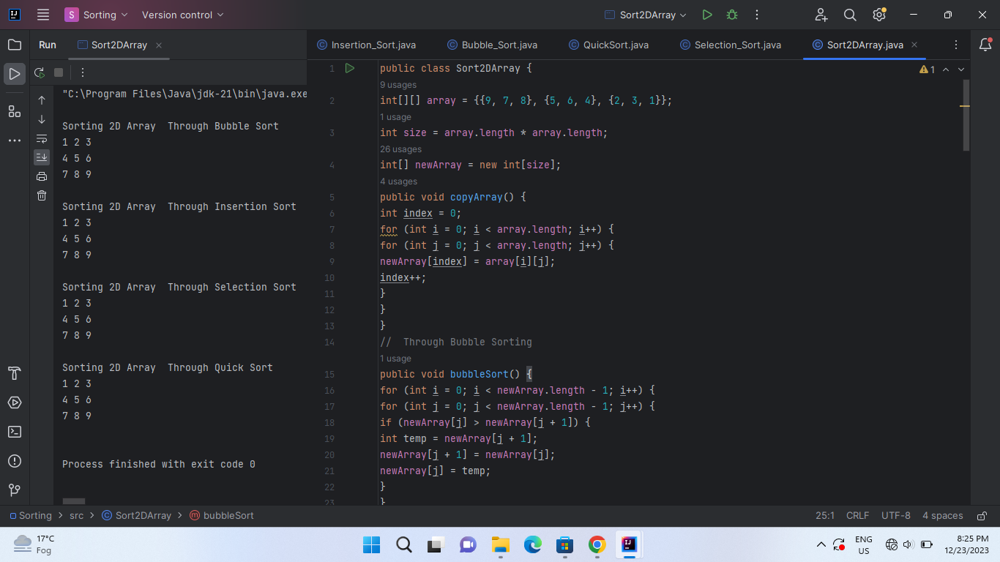 S Sorting Version control Sort2DArray
Run Sort2DArray
Insertion_Sort.java Bubble_Sort.java QuickSort.java Selection_Sort.java Sort2DArray.java
"C:\Program Files\Java\jdk-21\bin\java.exe
Sorting 2D Array  Through Bubble Sort
1 2 3
4 5 6
7 8 9
Sorting 2D Array  Through Insertion Sort
1 2 3
4 5 6
7 8 9
Sorting 2D Array  Through Selection Sort
1 2 3
4 5 6
7 8 9
Sorting 2D Array  Through Quick Sort
1 2 3
4 5 6
7 8 9
Process finished with exit code 0
1 public class Sort2DArray {
1
9 usages
2 int[][] array = {{9, 7, 8}, {5, 6, 4}, {2, 3, 1}};
1 usage
3 int size = array.length * array.length;
26 usages
4 int[] newArray = new int[size];
4 usages
5 public void copyArray() {
6 int index = 0;
7 for (int i = 0; i < array.length; i++) {
8 for (int j = 0; j < array.length; j++) {
9 newArray[index] = array[i][j];
10 index++;
11 }
12 }
13 }
14 //  Through Bubble Sorting
1 usage
15 public void bubbleSort() {
16 for (int i = 0; i < newArray.length - 1; i++) {
17 for (int j = 0; j < newArray.length - 1; j++) {
18 if (newArray[j] > newArray[j + 1]) {
19 int temp = newArray[j + 1];
20 newArray[j + 1] = newArray[j];
21 newArray[j] = temp;
22 }
23 }
Sorting > src > Sort2DArray > bubbleSort
25:1 CRLF UTF-8 4 spaces
17°C
Fog
ENG
US
8:25 PM
12/23/2023